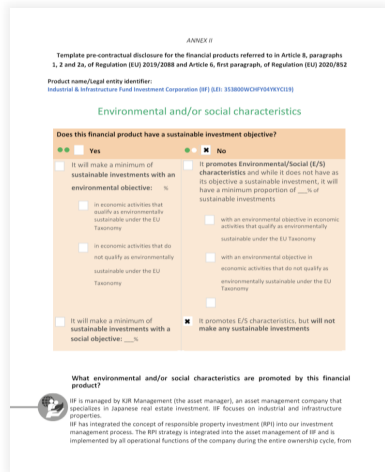 ANNEX II
Template pre-contractual disclosure for the financial products referred to in Article 8, paragraphs
1, 2 and 2a, of Regulation (EU) 2019/2088 and Article 6, first paragraph, of Regulation (EU) 2020/852
Product name/Legal entity identifier:
Industrial & Infrastructure Fund Investment Corporation (IIF) (LEI: 353800WCHFY04YKYCI19)
Environmental and/or social characteristics
Does this financial product have a sustainable investment objective?
Yes
It will make a minimum of
sustainable investments with an
environmental objective: %
in economic activities that
qualify as environmentally
sustainable under the EU
Taxonomy
in economic activities that do
not qualify as environmentally
sustainable under the EU
Taxonomy
It will make a minimum of
sustainable investments with a
social objective: ___%
No
It promotes Environmental/Social (E/S)
characteristics and while it does not have as
its objective a sustainable investment, it will
have a minimum proportion of ___% of
sustainable investments
with an environmental objective in economic
activities that qualify as environmentally
sustainable under the EU Taxonomy
with an environmental objective in
economic activities that do not qualify as
environmentally sustainable under the EU
Taxonomy
It promotes E/S characteristics, but will not
make any sustainable investments
What environmental and/or social characteristics are promoted by this financial
product?
IIF is managed by KJR Management (the asset manager), an asset management company that
specializes in Japanese real estate investment. IIF focuses on industrial and infrastructure
properties.
IIF has integrated the concept of responsible property investment (RPI) into our investment
management process. The RPI strategy is integrated into the asset management of IIF and is
implemented by all operational functions of the company during the entire ownership cycle, from